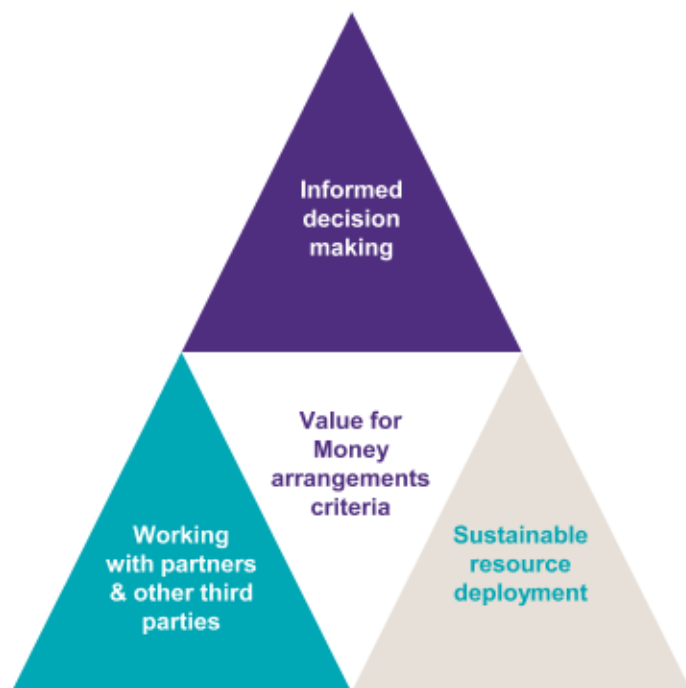 Informed
decision
making
Value for
Money
arrangements
criteria
Working
with partners
& other third
parties
Sustainable
resource
deployment